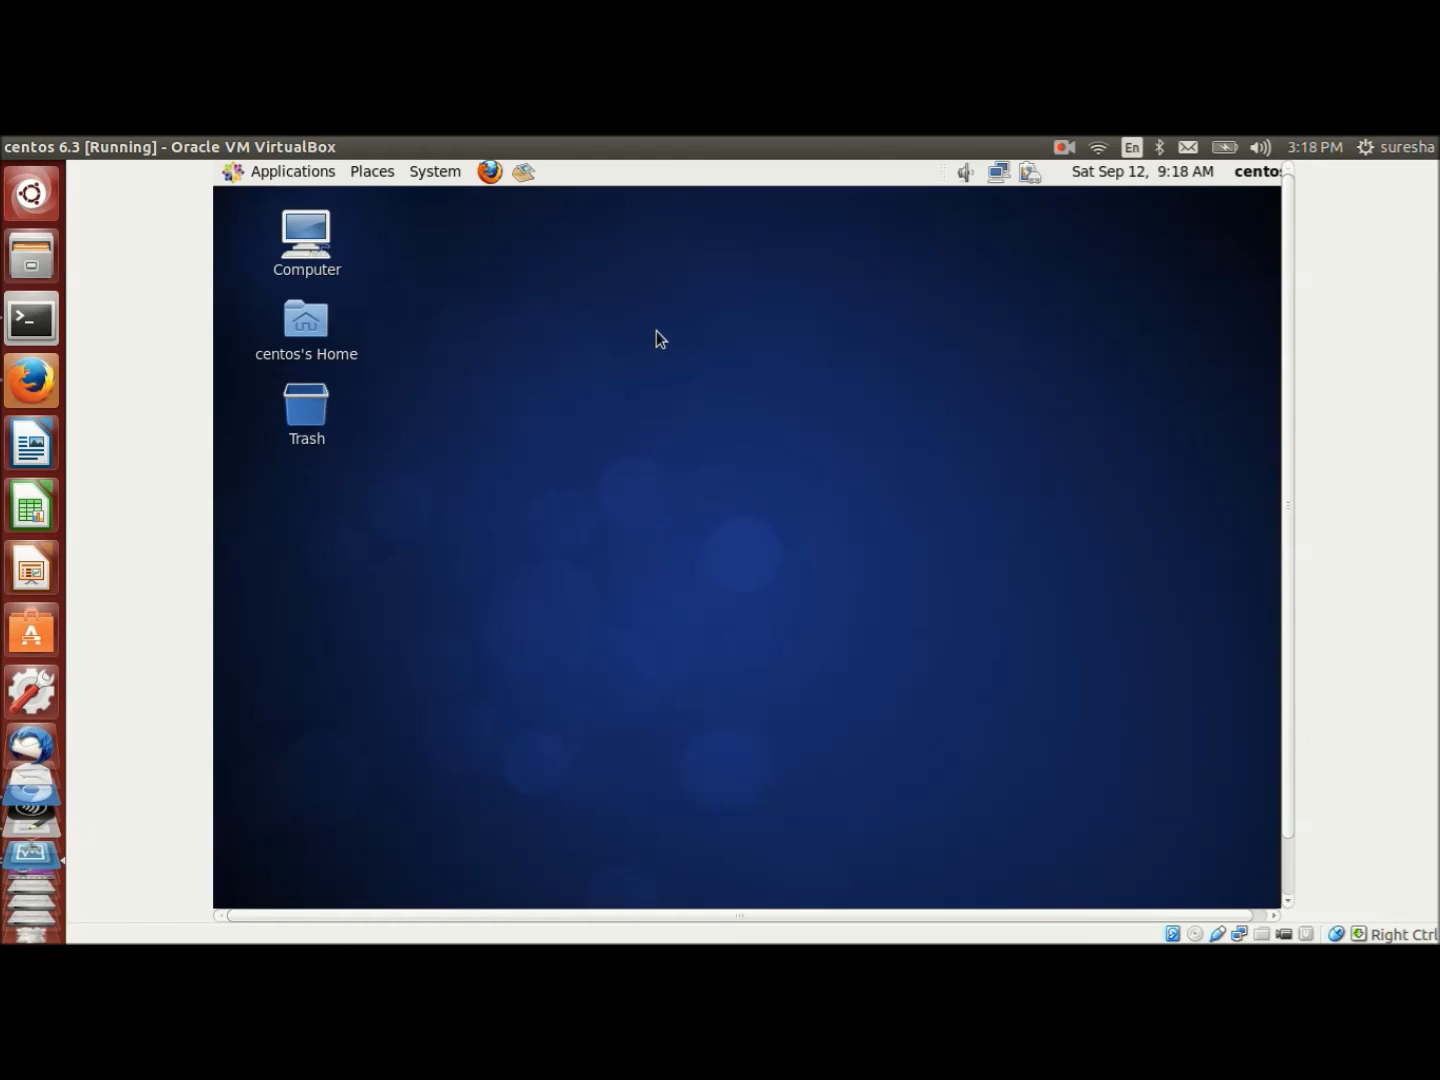 centos 6.3 [Running] - Oracle VM VirtualBox
En
3:18 PM
suresha
Applications
Places
System
Sat Sep 12, 9:18 AM
centos
Computer
centos's Home
Trash
Right Ctrl